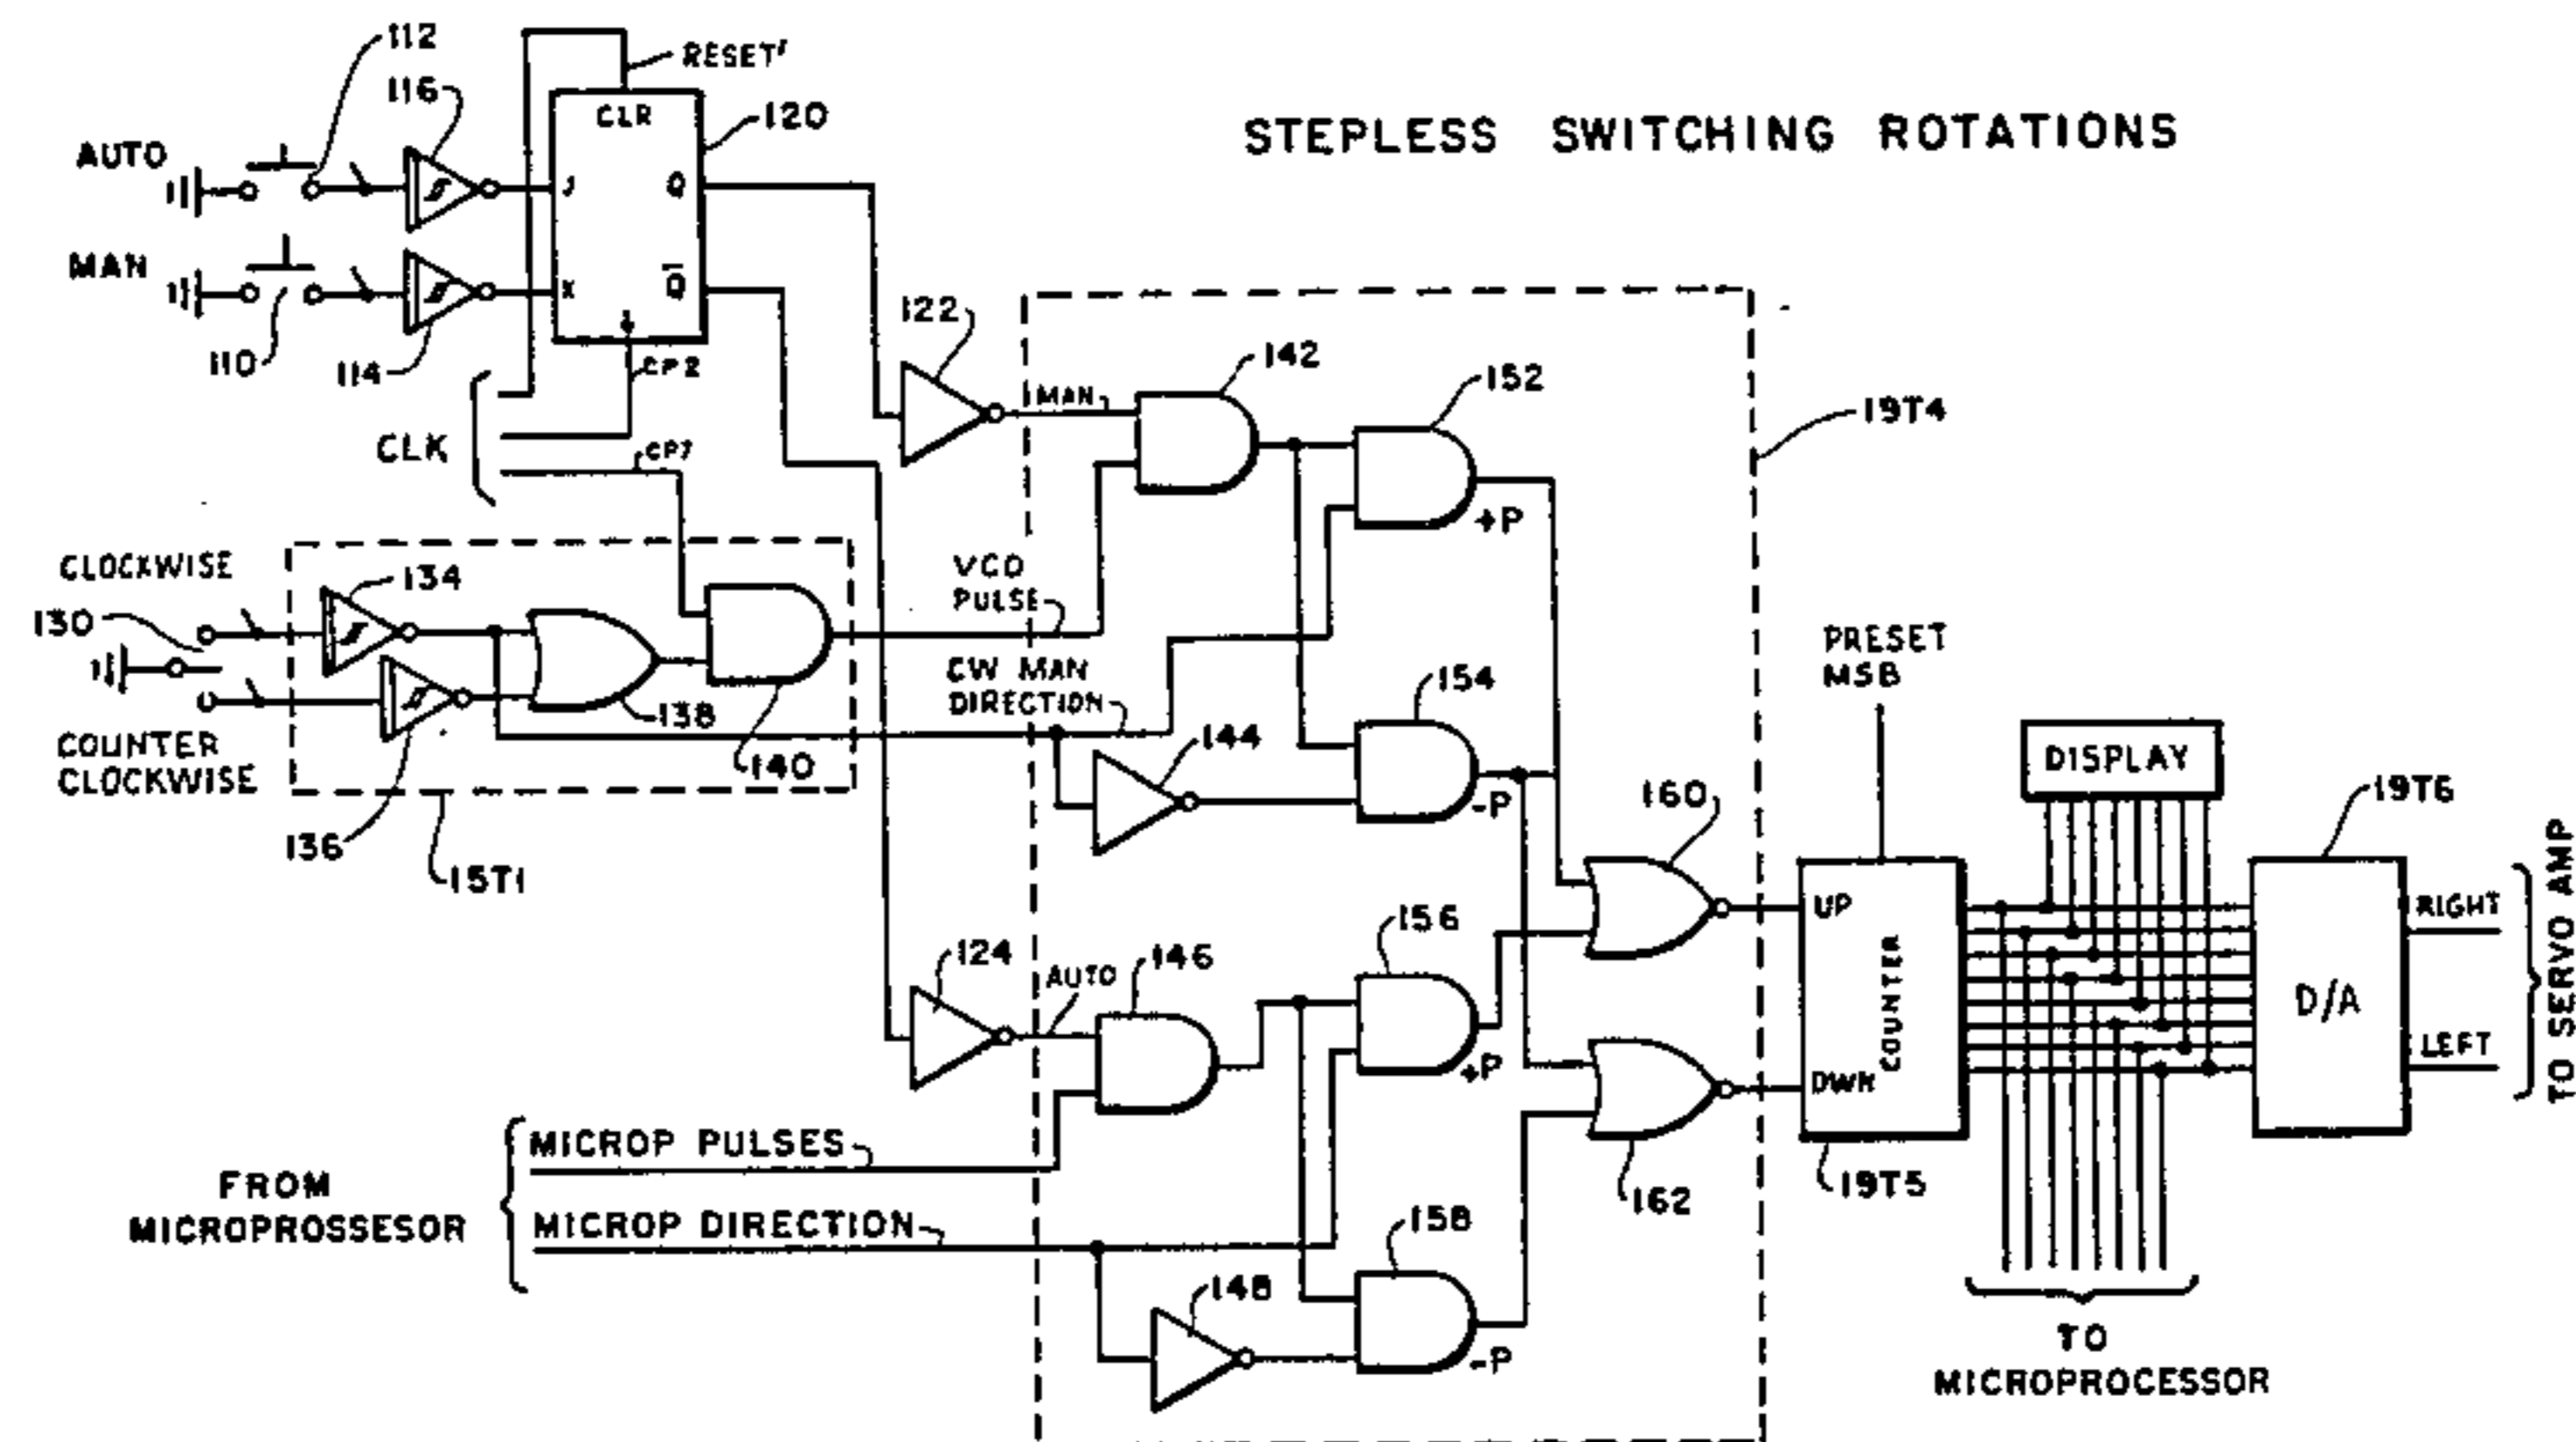 STEPLESS SWITCHING ROTATIONS
112
116
RESET'
AUTO
CLR
120
J
Q
MAN
K
Q̅
110
114
CP2
CLK
CP7
122
MAN
142
152
19T4
+P
CLOCKWISE
134
130
138
140
COUNTER
CLOCKWISE
136
15T1
VCO
PULSE
CW MAN
DIRECTION
144
154
-P
160
PRESET
MSB
DISPLAY
19T6
UP
COUNTER
DWN
19T5
D/A
RIGHT
LEFT
TO SERVO AMP
124
AUTO
146
156
+P
162
FROM
MICROPROSSESOR
MICROP PULSES
MICROP DIRECTION
148
158
-P
TO
MICROPROCESSOR